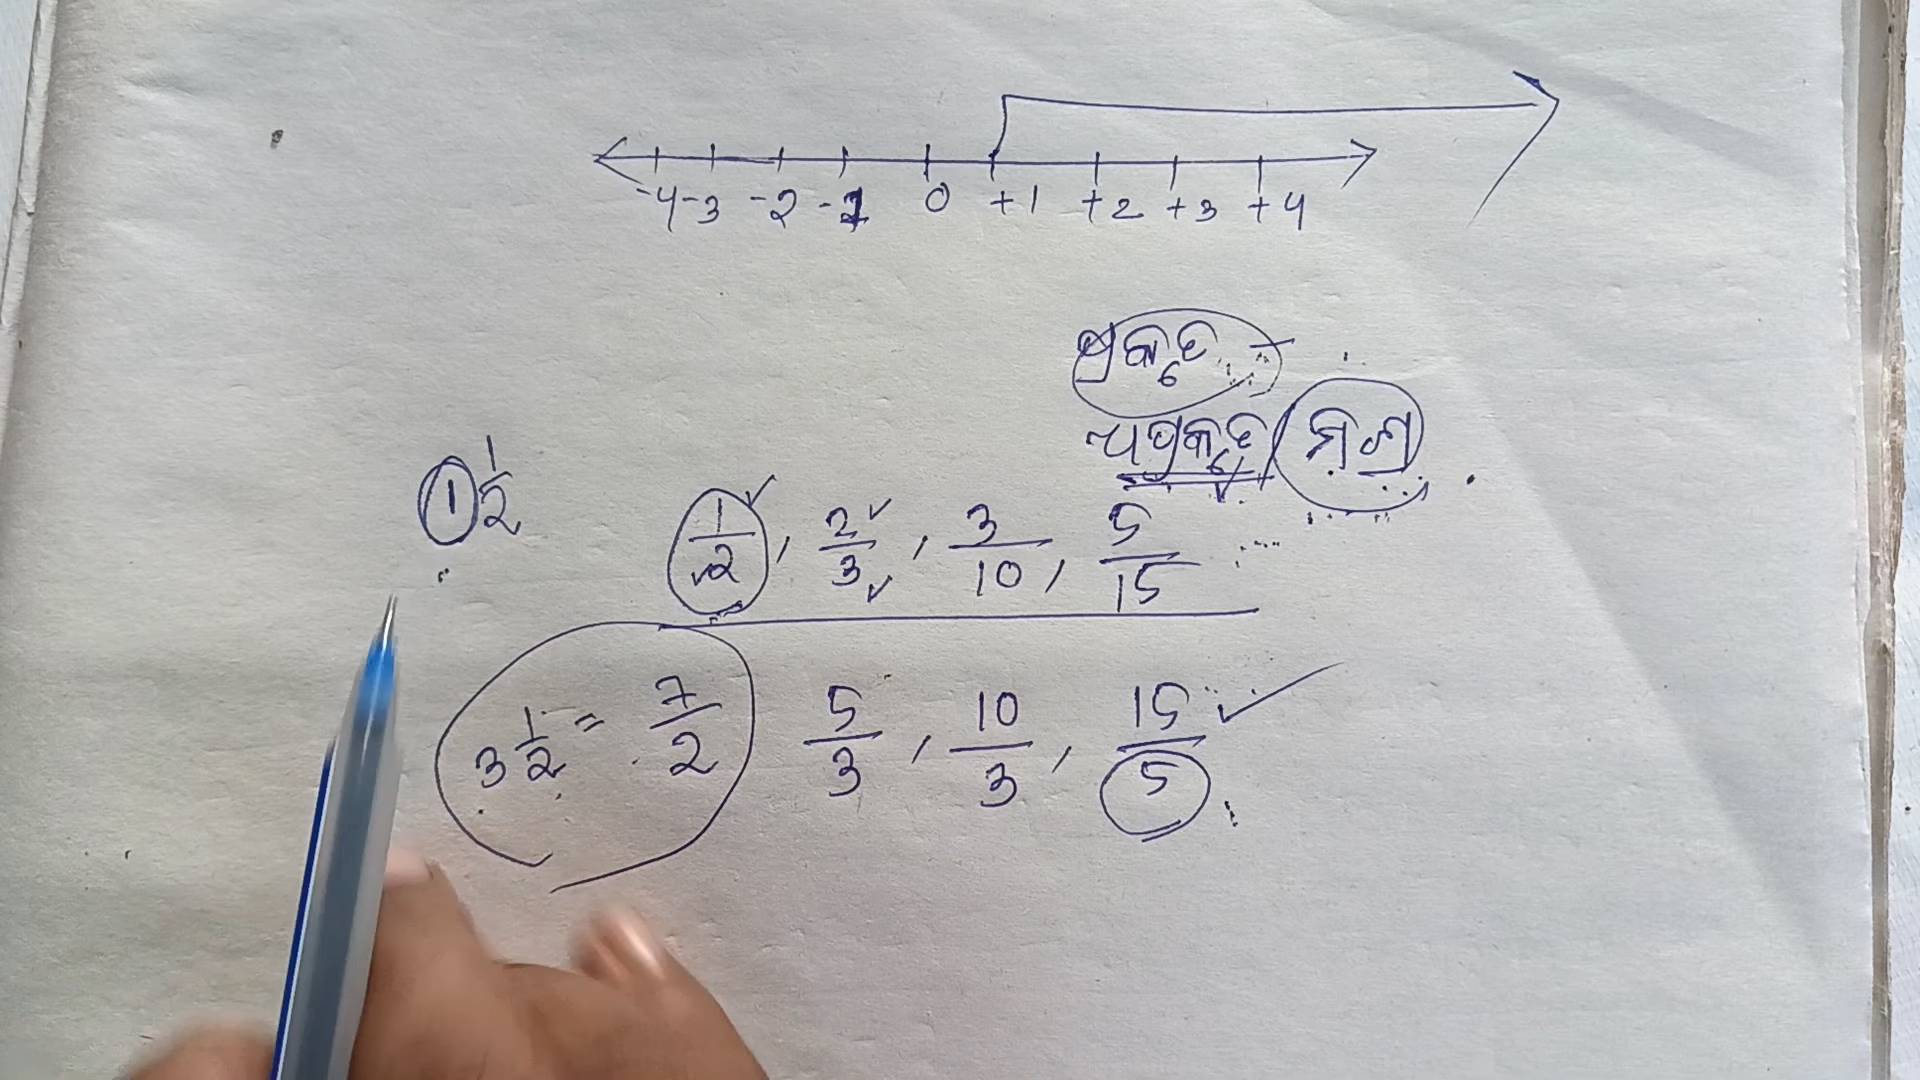 -4 -3 -2 -1 0 +1 +2 +3 +4
ପ୍ରକୃତ
ଅପ୍ରକୃତ / ମିଶ୍ର
1 1/2
1/2, 2/3, 3/10, 5/15
3 1/2 = 7/2 5/3, 10/3, 15/5